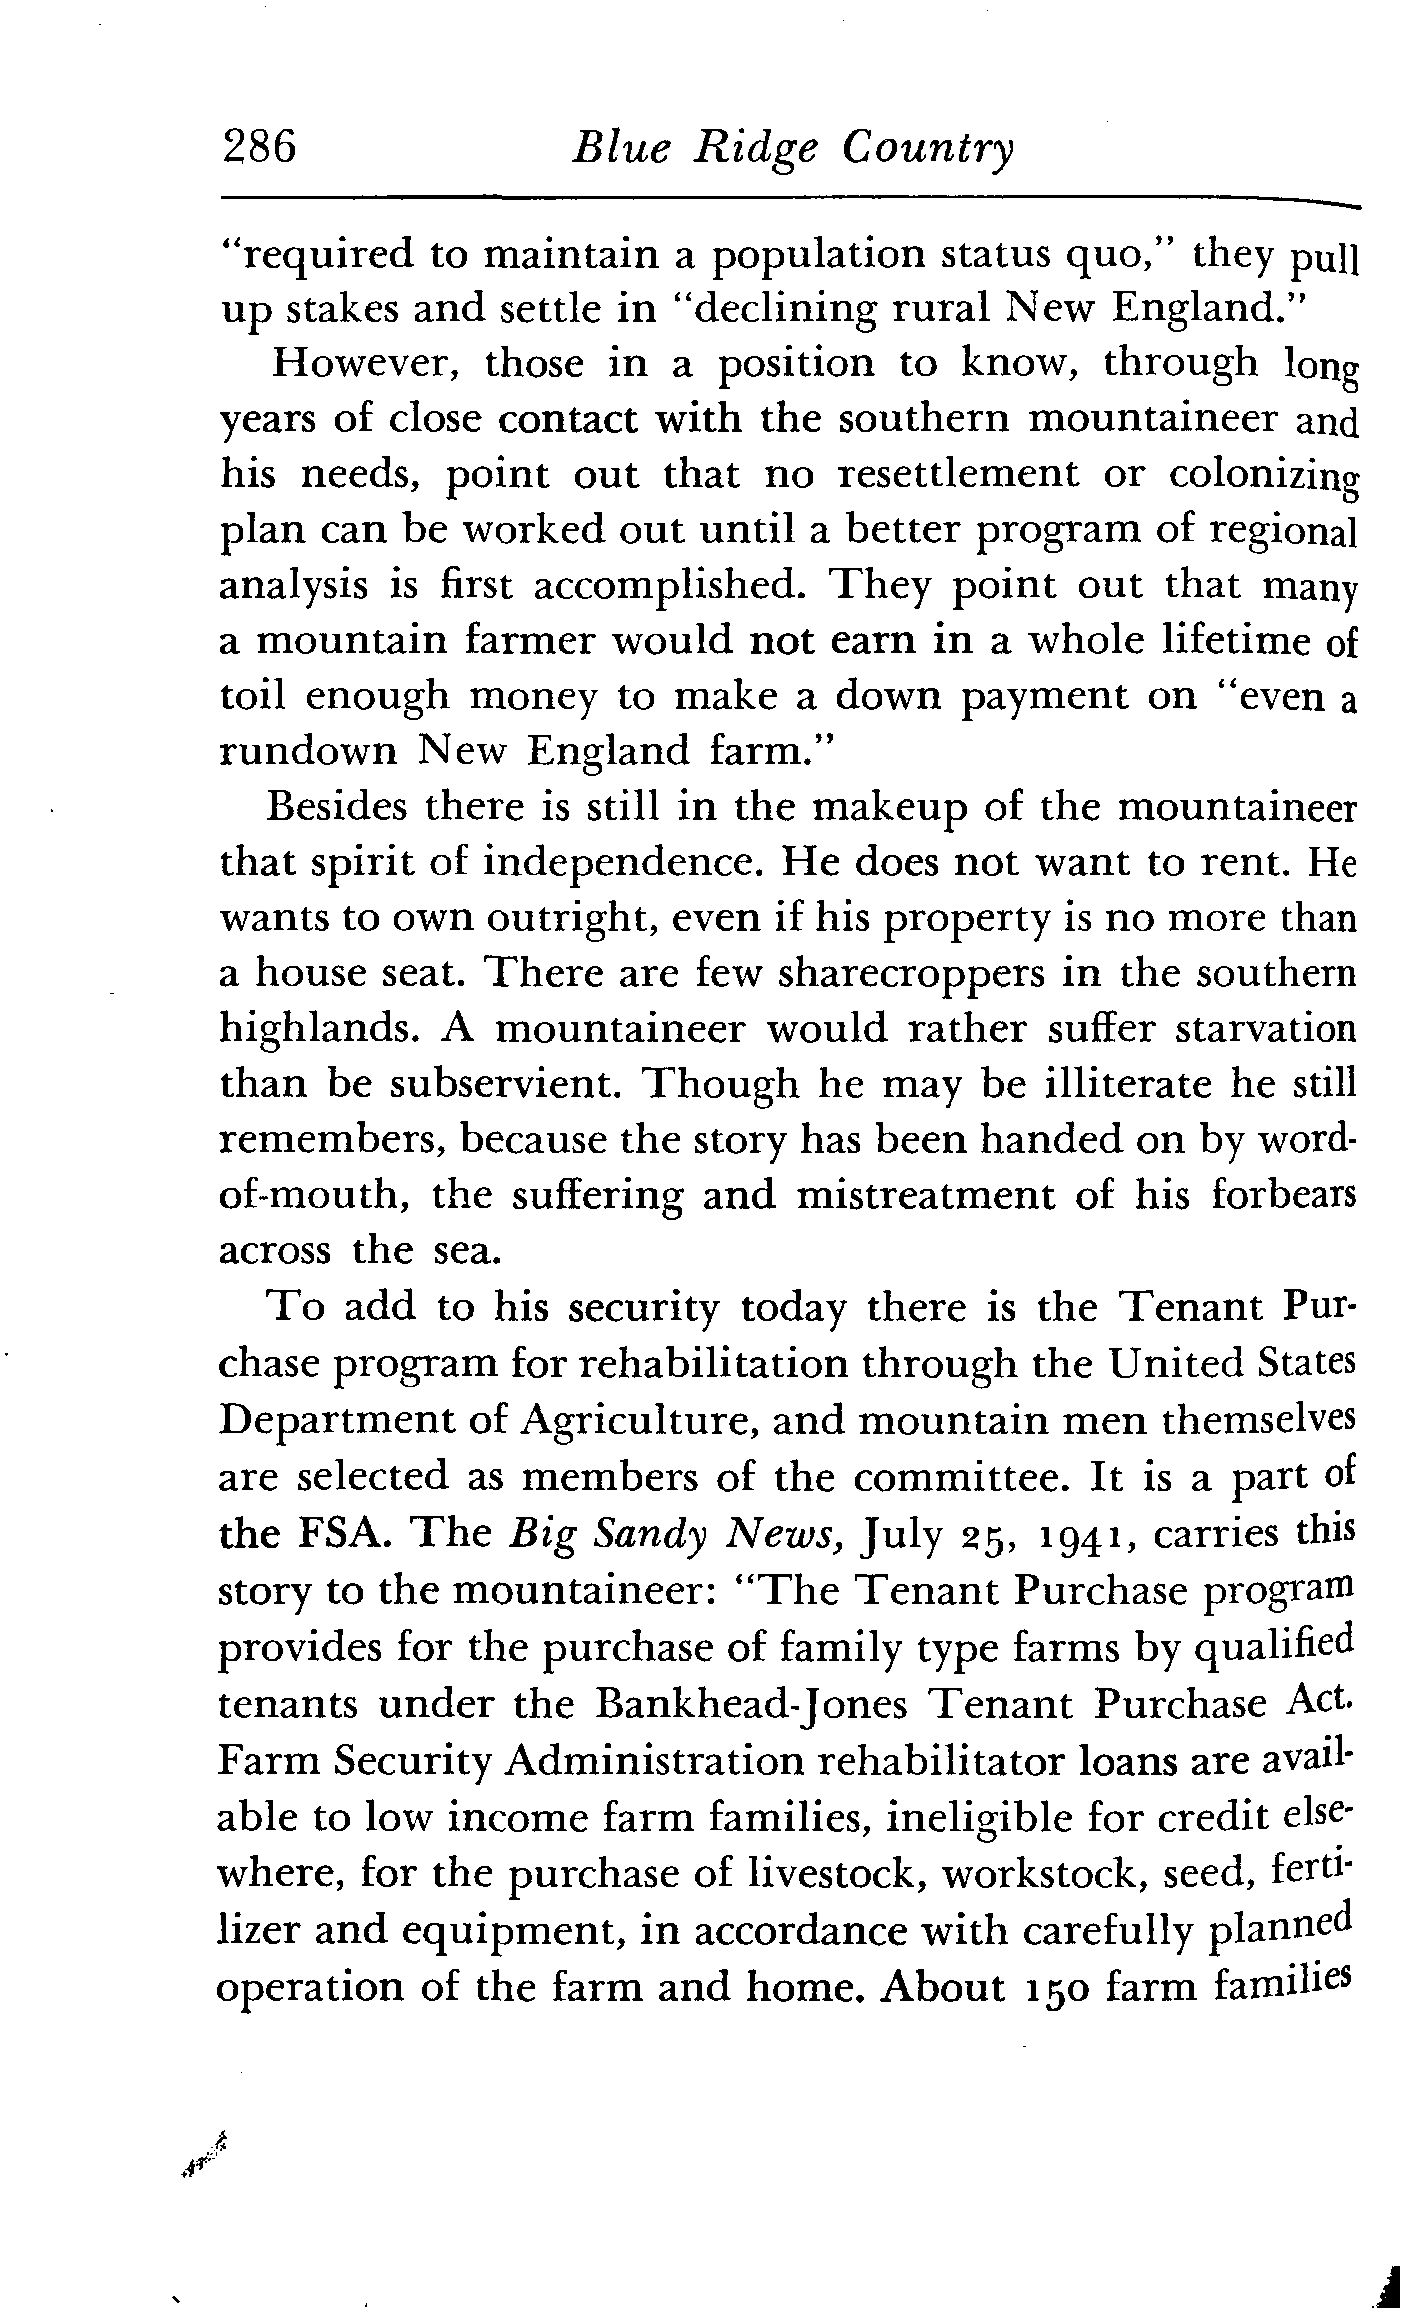 286 Blue Ridge Country
"required to maintain a population status quo," they pull
up stakes and settle in "declining rural New England."
However, those in a position to know, through long
years of close contact with the southern mountaineer and
his needs, point out that no resettlement or colonizing
plan can be worked out until a better program of regional
analysis is first accomplished. They point out that many
a mountain farmer would not earn in a whole lifetime of
toil enough money to make a down payment on "even a
rundown New England farm."
Besides there is still in the makeup of the mountaineer
that spirit of independence. He does not want to rent. He
wants to own outright, even if his property is no more than
a house seat. There are few sharecroppers in the southern
highlands. A mountaineer would rather suffer starvation
than be subservient. Though he may be illiterate he still
remembers, because the story has been handed on by word-
of-mouth, the suffering and mistreatment of his forbears
across the sea.
To add to his security today there is the Tenant Pur-
chase program for rehabilitation through the United States
Department of Agriculture, and mountain men themselves
are selected as members of the committee. It is a part of
the FSA. The Big Sandy News, July 25, 1941, carries this
story to the mountaineer: "The Tenant Purchase program
provides for the purchase of family type farms by qualified
tenants under the Bankhead-Jones Tenant Purchase Act.
Farm Security Administration rehabilitator loans are avail-
able to low income farm families, ineligible for credit else-
where, for the purchase of livestock, workstock, seed, ferti-
lizer and equipment, in accordance with carefully planned
operation of the farm and home. About 150 farm families